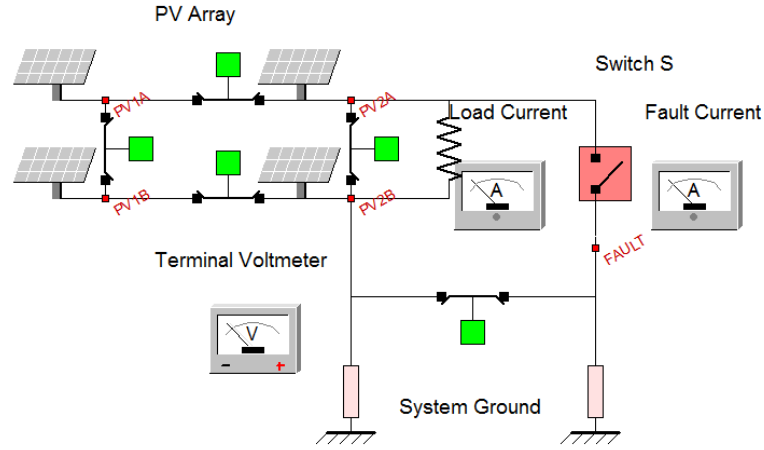 PV Array
Switch S
PV1A
PV2A
Load Current
Fault Current
A
A
PV1B
PV2B
FAULT
Terminal Voltmeter
V
- +
System Ground